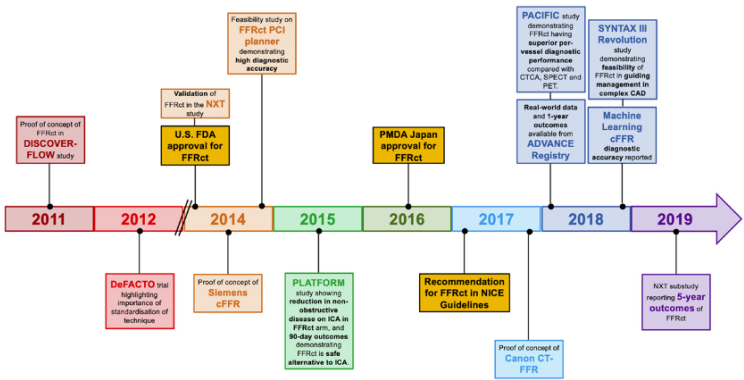 Proof of concept of
FFRct in
DISCOVER-
FLOW study
Validation of
FFRct in the NXT
study
U.S. FDA
approval for
FFRct
Feasibility study on
FFRct PCI
planner
demonstrating
high diagnostic
accuracy
PMDA Japan
approval for
FFRct
PACIFIC study
demonstrating
FFRct having
superior per-
vessel diagnostic
performance
compared with
CTCA, SPECT and
PET.
Real-world data
and 1-year
outcomes
available from
ADVANCE
Registry
SYNTAX III
Revolution
study
demonstrating
feasibility of
FFRct in guiding
management in
complex CAD
Machine
Learning
cFFR
diagnostic
accuracy reported
2011
2012
2014
2015
2016
2017
2018
2019
DeFACTO trial
highlighting
importance of
standardisation of
technique
Proof of concept of
Siemens
cFFR
PLATFORM
study showing
reduction in non-
obstructive
disease on ICA in
FFRct arm, and
90-day outcomes
demonstrating
FFRct is safe
alternative to ICA.
Recommendation
for FFRct in NICE
Guidelines
Proof of concept of
Canon CT-
FFR
NXT substudy
reporting 5-year
outcomes of
FFRct